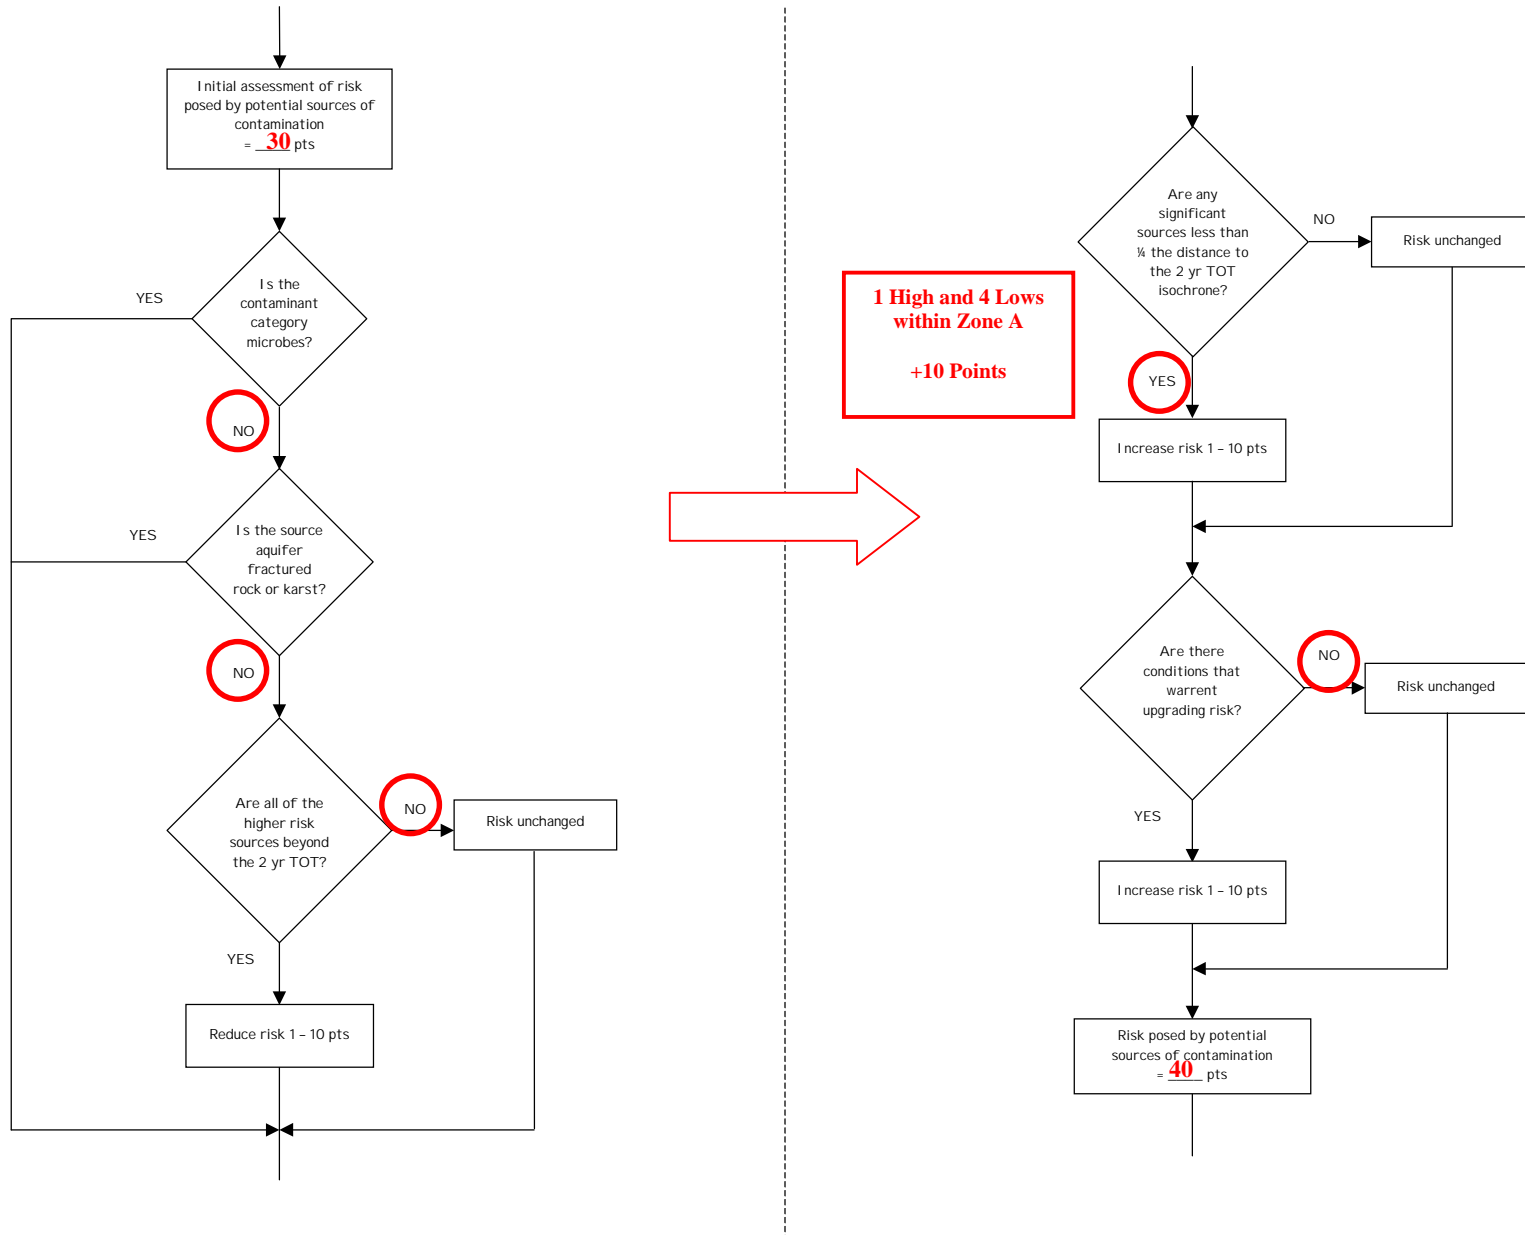 Initial assessment of risk
posed by potential sources of
contamination
= 30 pts
Is the
contaminant
category
microbes?
YES
NO
Is the source
aquifer
fractured
rock or karst?
YES
NO
Are all of the
higher risk
sources beyond
the 2 yr TOT?
NO
Risk unchanged
YES
Reduce risk 1 – 10 pts
Are any
significant
sources less than
¼ the distance to
the 2 yr TOT
isochrone?
NO
Risk unchanged
1 High and 4 Lows
within Zone A
+10 Points
YES
Increase risk 1 – 10 pts
Are there
conditions that
warrent
upgrading risk?
NO
Risk unchanged
YES
Increase risk 1 – 10 pts
Risk posed by potential
sources of contamination
= 40 pts